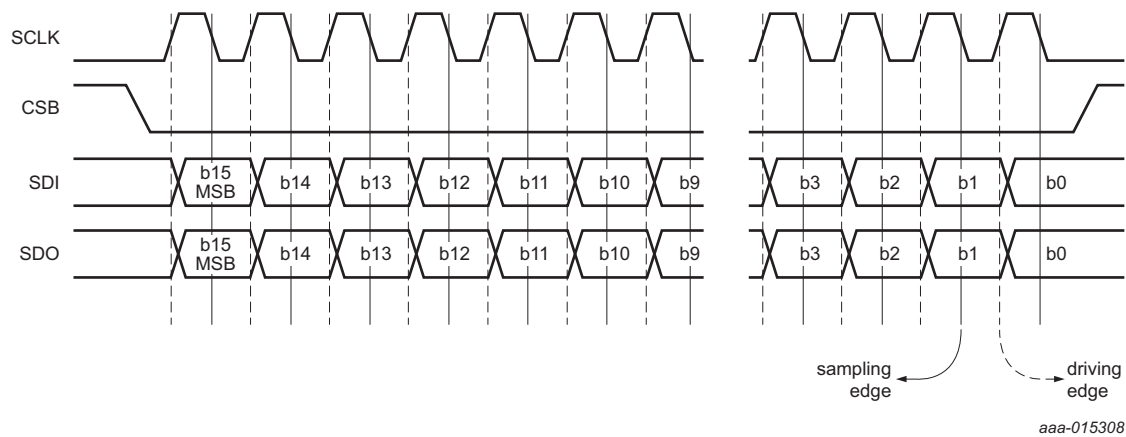 SCLK
CSB
SDI
b15
MSB
b14
b13
b12
b11
b10
b9
b3
b2
b1
b0
SDO
b15
MSB
b14
b13
b12
b11
b10
b9
b3
b2
b1
b0
sampling
edge
driving
edge
aaa-015308